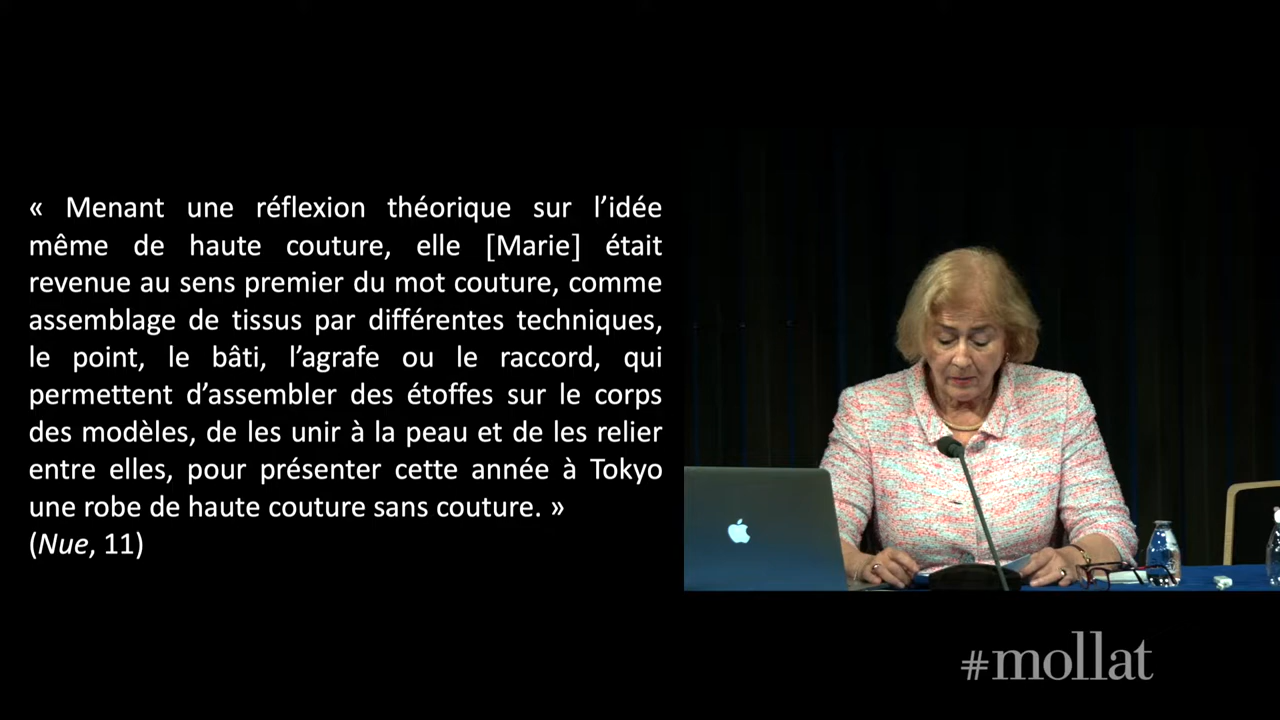 « Menant une réflexion théorique sur l’idée
même de haute couture, elle [Marie] était
revenue au sens premier du mot couture, comme
assemblage de tissus par différentes techniques,
le point, le bâti, l’agrafe ou le raccord, qui
permettent d’assembler des étoffes sur le corps
des modèles, de les unir à la peau et de les relier
entre elles, pour présenter cette année à Tokyo
une robe de haute couture sans couture. »
(Nue, 11)
#mollat